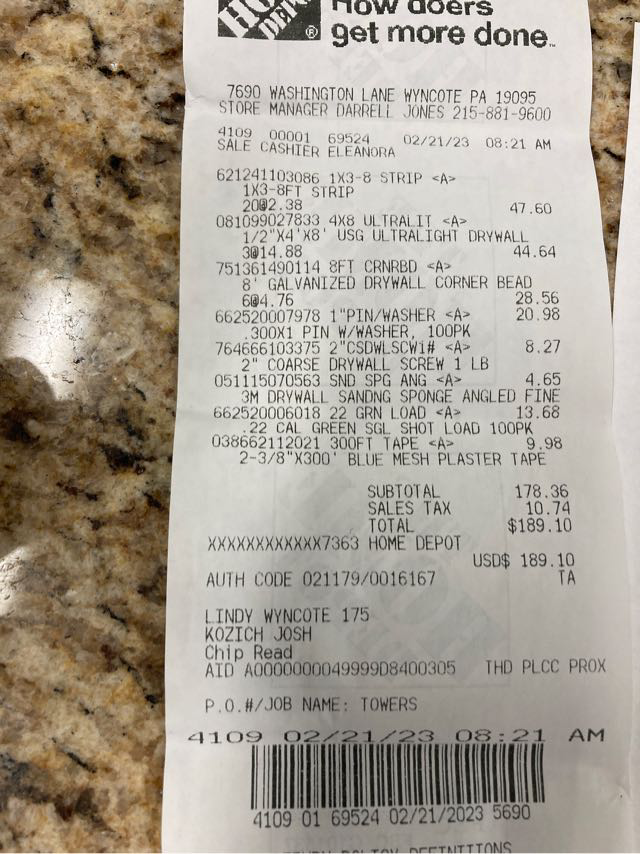 HOME DEPOT ®
How doers
get more done™
7690 WASHINGTON LANE WYNCOTE PA 19095
STORE MANAGER DARRELL JONES 215-881-9600
4109 00001 69524 02/21/23 08:21 AM
SALE CASHIER ELEANORA
621241103086 1X3-8 STRIP <A>
1X3-8FT STRIP
20@2.38 47.60
081099027833 4X8 ULTRALIT <A>
1/2"X4'X8' USG ULTRALIGHT DRYWALL
3@14.88 44.64
751361490114 8FT CRNRBD <A>
8' GALVANIZED DRYWALL CORNER BEAD
6@4.76 28.56
662520007978 1"PIN/WASHER <A> 20.98
.300X1 PIN W/WASHER, 100PK
764666103375 2"CSDWLSCW1# <A> 8.27
2" COARSE DRYWALL SCREW 1 LB
051115070563 SND SPG ANG <A> 4.65
3M DRYWALL SANDNG SPONGE ANGLED FINE
662520006018 22 GRN LOAD <A> 13.68
.22 CAL GREEN SGL SHOT LOAD 100PK
038662112021 300FT TAPE <A> 9.98
2-3/8"X300' BLUE MESH PLASTER TAPE
SUBTOTAL 178.36
SALES TAX 10.74
TOTAL $189.10
XXXXXXXXXXXX7363 HOME DEPOT
USD$ 189.10
AUTH CODE 021179/0016167 TA
LINDY WYNCOTE 175
KOZICH JOSH
Chip Read
AID A0000000049999D8400305 THD PLCC PROX
P.O.#/JOB NAME: TOWERS
4109 02/21/23 08:21 AM
4109 01 69524 02/21/2023 5690
POLICY DEFINITIONS